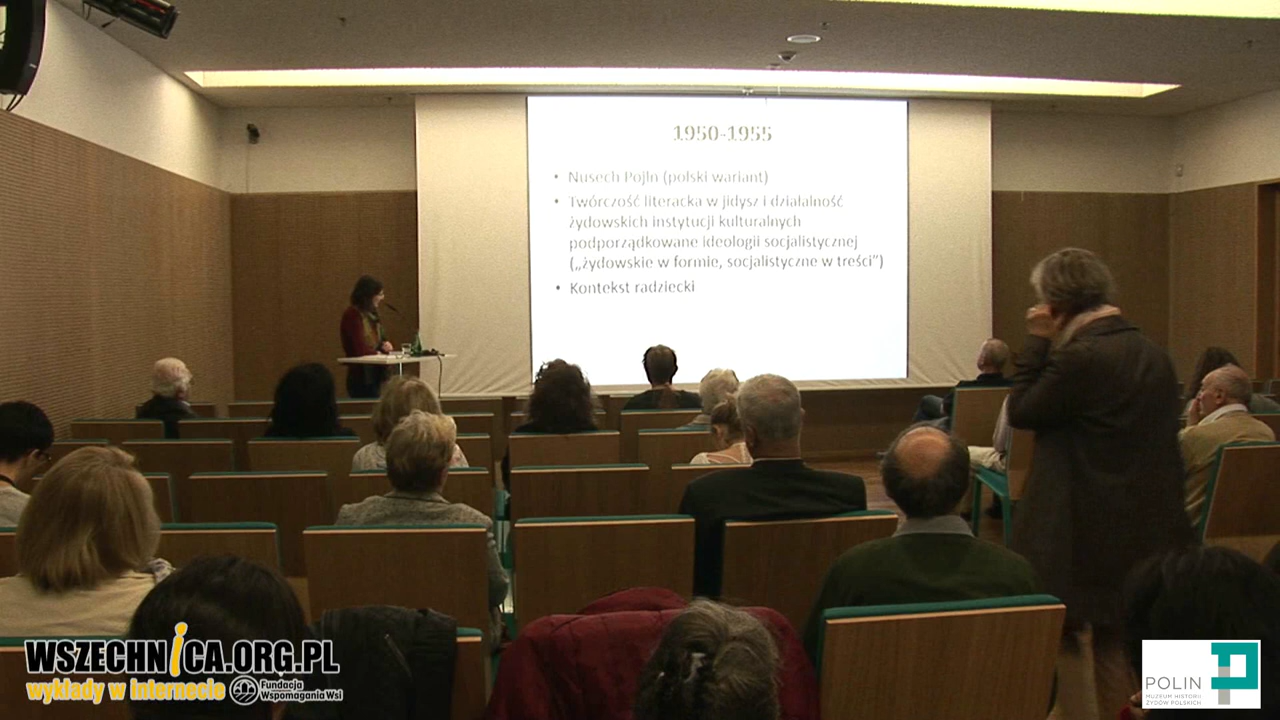 1950-1955
• Nusech Pojln (polski wariant)
• Twórczość literacka w jidysz i działalność
żydowskich instytucji kulturalnych
podporządkowane ideologii socjalistycznej
(„żydowskie w formie, socjalistyczne w treści”)
• Kontekst radziecki
WSZECHNICA.ORG.PL
wykłady w internecie
Fundacja
Wspomagania Wsi
POLIN
MUZEUM HISTORII
ŻYDÓW POLSKICH